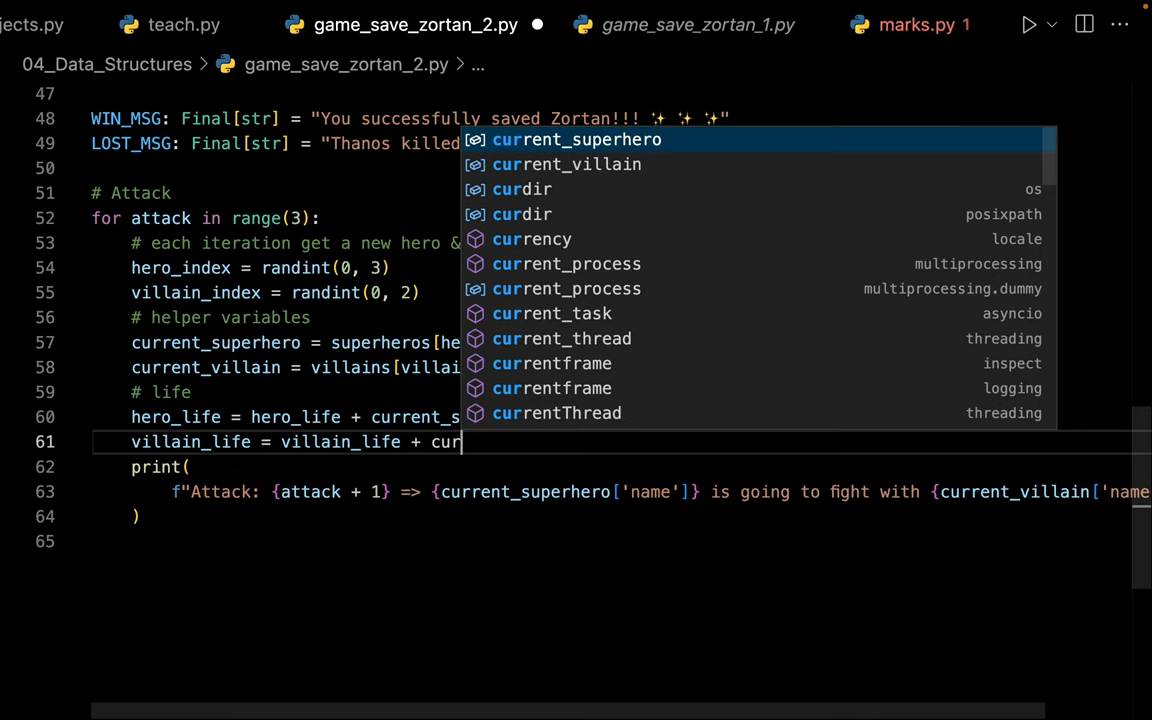 jects.py teach.py game_save_zortan_2.py game_save_zortan_1.py marks.py 1
04_Data_Structures > game_save_zortan_2.py > ...
47
48 WIN_MSG: Final[str] = "You successfully saved Zortan!!! ✨ ✨ ✨"
49 LOST_MSG: Final[str] = "Thanos killed
50
51 # Attack
52 for attack in range(3):
53 # each iteration get a new hero &
54 hero_index = randint(0, 3)
55 villain_index = randint(0, 2)
56 # helper variables
57 current_superhero = superheros[he
58 current_villain = villains[villai
59 # life
60 hero_life = hero_life + current_s
61 villain_life = villain_life + cur
62 print(
63 f"Attack: {attack + 1} => {current_superhero['name']} is going to fight with {current_villain['name
64 )
65
current_superhero
current_villain
curdir os
curdir posixpath
currency locale
current_process multiprocessing
current_process multiprocessing.dummy
current_task asyncio
current_thread threading
currentframe inspect
currentframe logging
currentThread threading